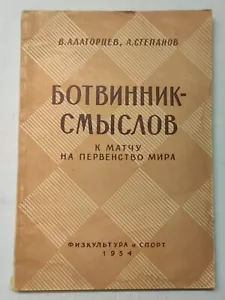 В. АЛАТОРЦЕВ, А. СТЕПАНОВ
БОТВИННИК-
СМЫСЛОВ
К МАТЧУ
НА ПЕРВЕНСТВО МИРА
ФИЗКУЛЬТУРА и СПОРТ
1954